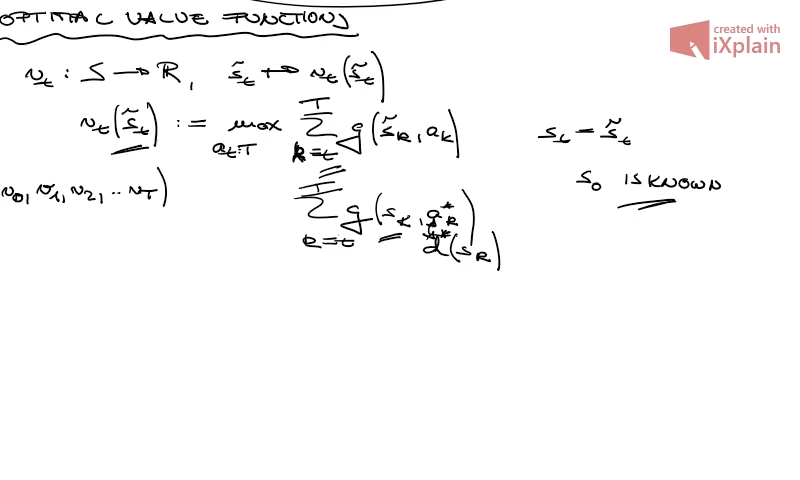 OPTIMAL VALUE FUNCTIONS
created with
iXplain
v_t : S → R, s̃_t ↦ v_t(s̃_t)
v_t(s̃_t) := max_{a_t:T} Σ_{k=t}^{T} g(s̃_k, a_k)    s_t = s̃_t
s_0 IS KNOWN
v_0, v_1, v_2, .. v_T)    Σ_{k=t}^{T} g(s_k, a*_k)
d*(s_k)